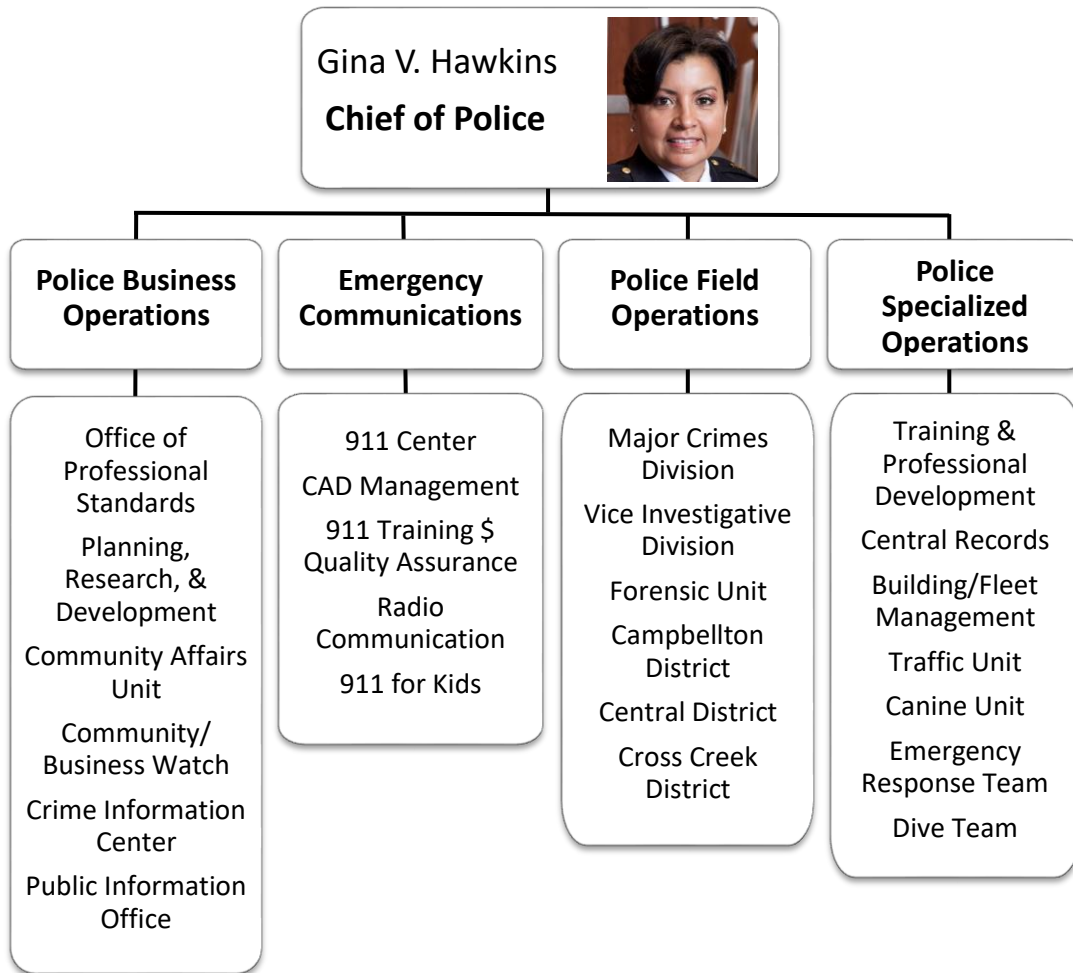 Gina V. Hawkins
Chief of Police
Police Business
Operations
Office of
Professional
Standards
Planning,
Research, &
Development
Community Affairs
Unit
Community/
Business Watch
Crime Information
Center
Public Information
Office
Emergency
Communications
911 Center
CAD Management
911 Training $
Quality Assurance
Radio
Communication
911 for Kids
Police Field
Operations
Major Crimes
Division
Vice Investigative
Division
Forensic Unit
Campbellton
District
Central District
Cross Creek
District
Police
Specialized
Operations
Training &
Professional
Development
Central Records
Building/Fleet
Management
Traffic Unit
Canine Unit
Emergency
Response Team
Dive Team